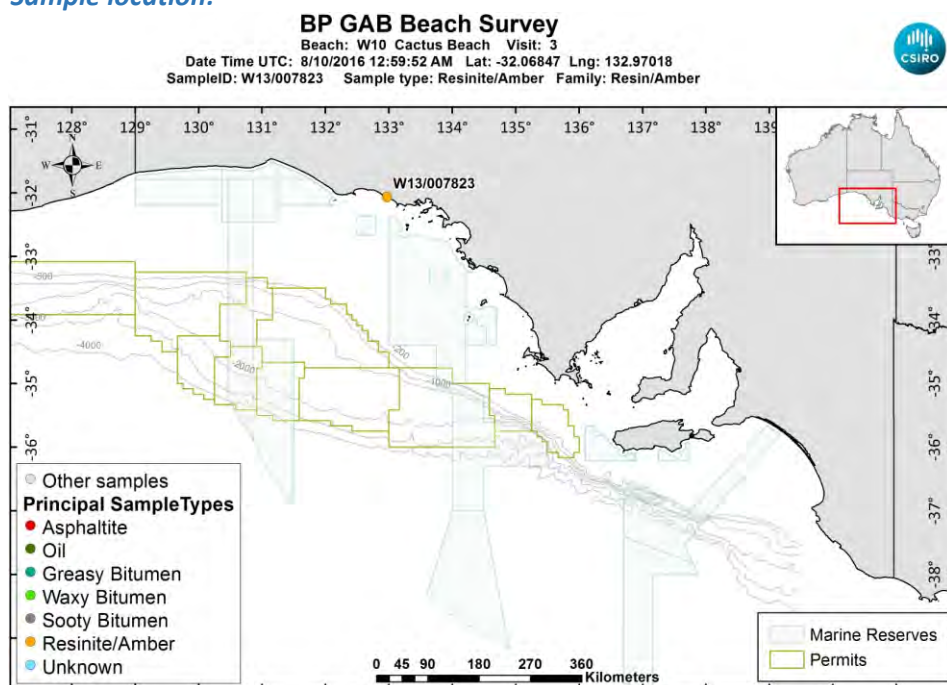 Sample location:
BP GAB Beach Survey
Beach: W10 Cactus Beach Visit: 3
Date Time UTC: 8/10/2016 12:59:52 AM Lat: -32.06847 Lng: 132.97018
SampleID: W13/007823 Sample type: Resinite/Amber Family: Resin/Amber
CSIRO
128° 129° 130° 131° 132° 133° 134° 135° 136° 137° 138° 139
-31°
-32°
-33°
-34°
-35°
-36°
-37°
-38°
N
W E
S
W13/007823
-31°
-200
-4000
-2000
-200
-1000
-34°
-35°
-36°
-37°
-38°
Other samples
Principal SampleTypes
Asphaltite
Oil
Greasy Bitumen
Waxy Bitumen
Sooty Bitumen
Resinite/Amber
Unknown
0 45 90 180 270 360
Kilometers
Marine Reserves
Permits